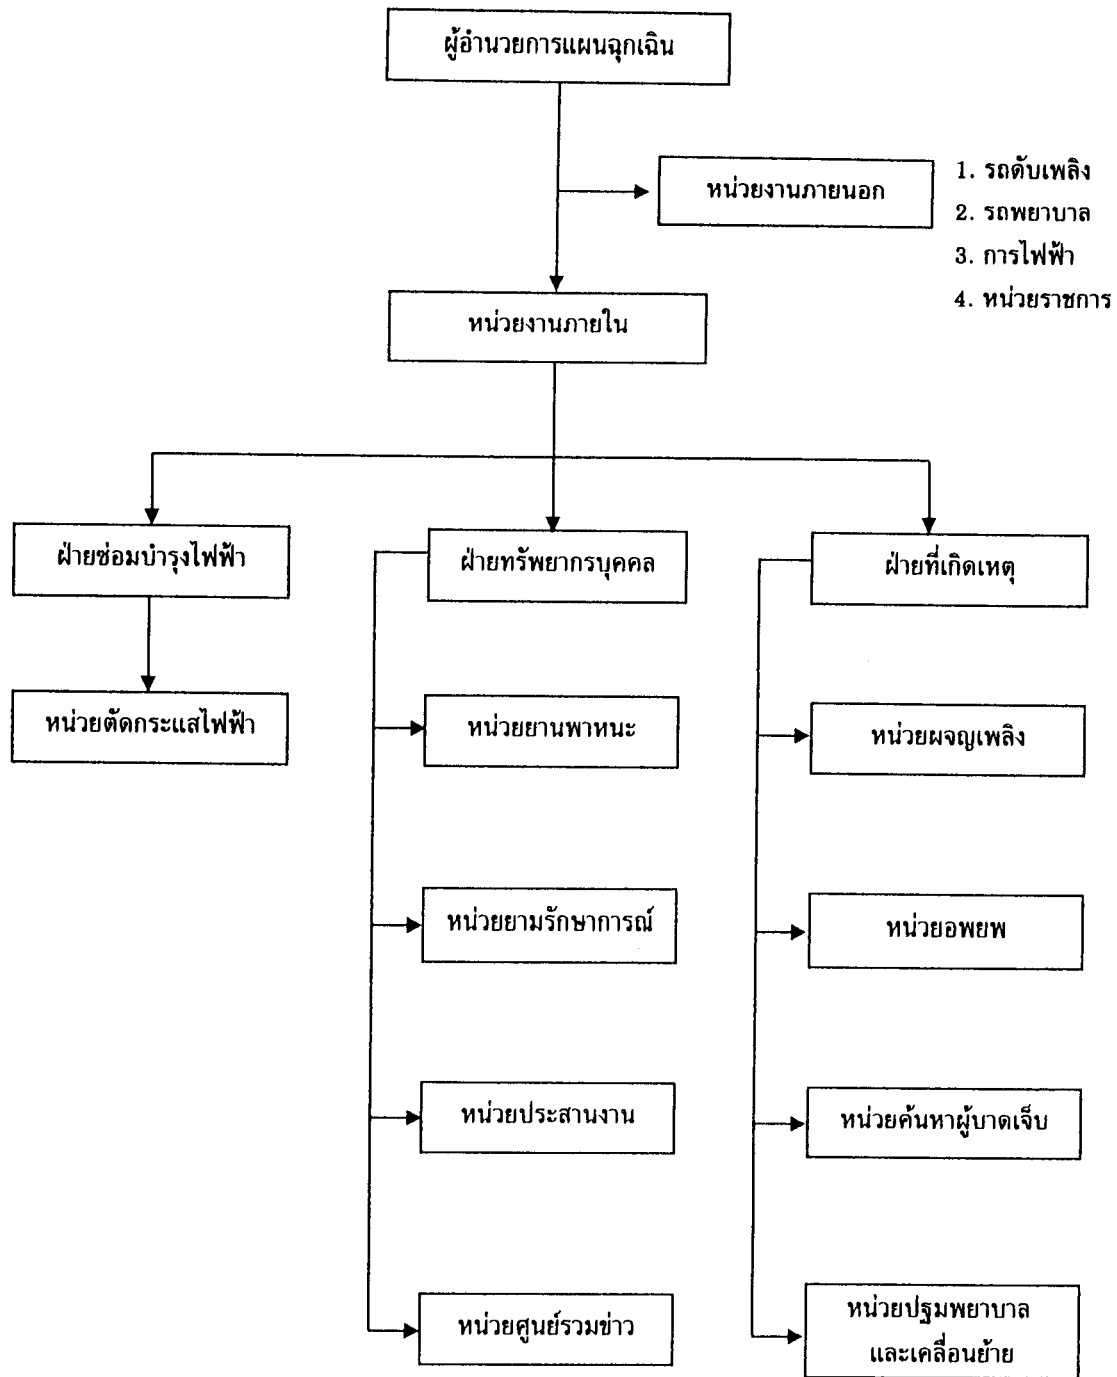 ผู้อำนวยการแผนฉุกเฉิน
หน่วยงานภายนอก
1. รถดับเพลิง
2. รถพยาบาล
3. การไฟฟ้า
4. หน่วยราชการ
หน่วยงานภายใน
ฝ่ายซ่อมบำรุงไฟฟ้า
ฝ่ายทรัพยากรบุคคล
ฝ่ายที่เกิดเหตุ
หน่วยตัดกระแสไฟฟ้า
หน่วยยานพาหนะ
หน่วยผจญเพลิง
หน่วยยามรักษาการณ์
หน่วยอพยพ
หน่วยประสานงาน
หน่วยค้นหาผู้บาดเจ็บ
หน่วยศูนย์รวมข่าว
หน่วยปฐมพยาบาล
และเคลื่อนย้าย